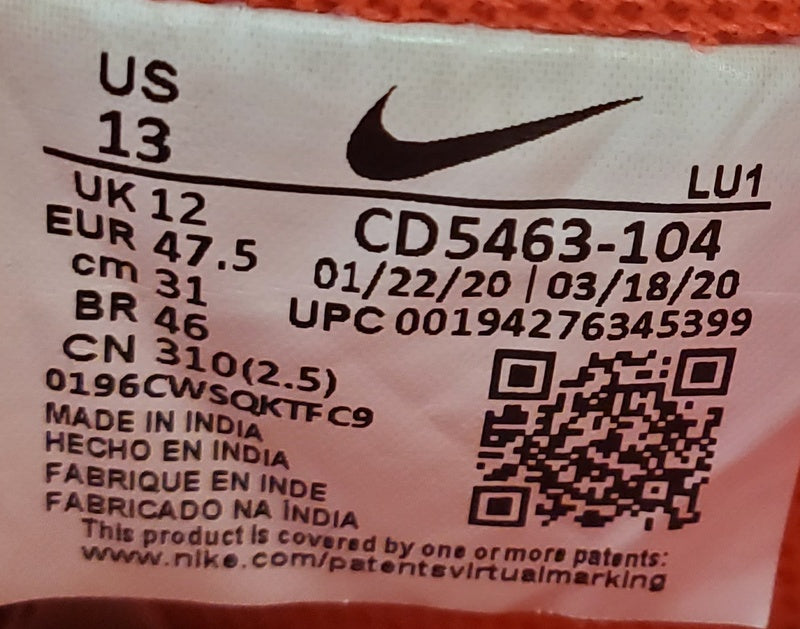 US
13
LU1
UK 12
EUR 47.5
cm 31
BR 46
CN 310(2.5)
CD5463-104
01/22/20 | 03/18/20
UPC 00194276345399
0196CWSQKTFC9
MADE IN INDIA
HECHO EN INDIA
FABRIQUE EN INDE
FABRICADO NA ÍNDIA
This product is covered by one or more patents:
www.nike.com/patentsvirtualmarking